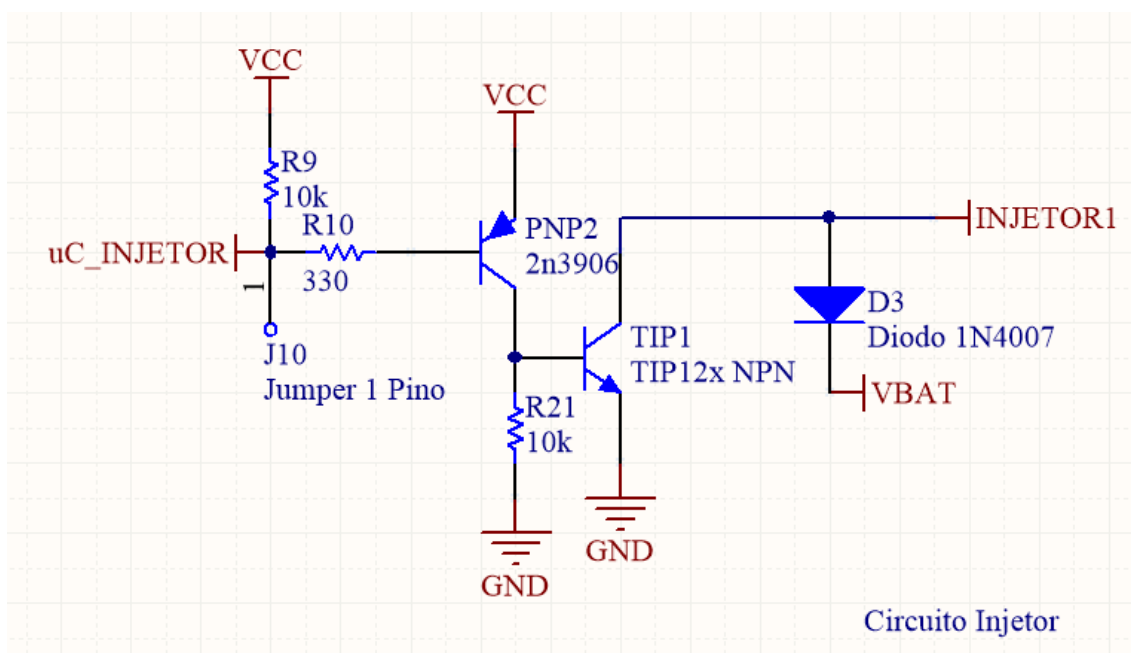 VCC
VCC
R9
10k
R10
330
uC_INJETOR
1
J10
Jumper 1 Pino
PNP2
2n3906
INJETOR1
D3
Diodo 1N4007
VBAT
TIP1
TIP12x NPN
R21
10k
GND
GND
Circuito Injetor